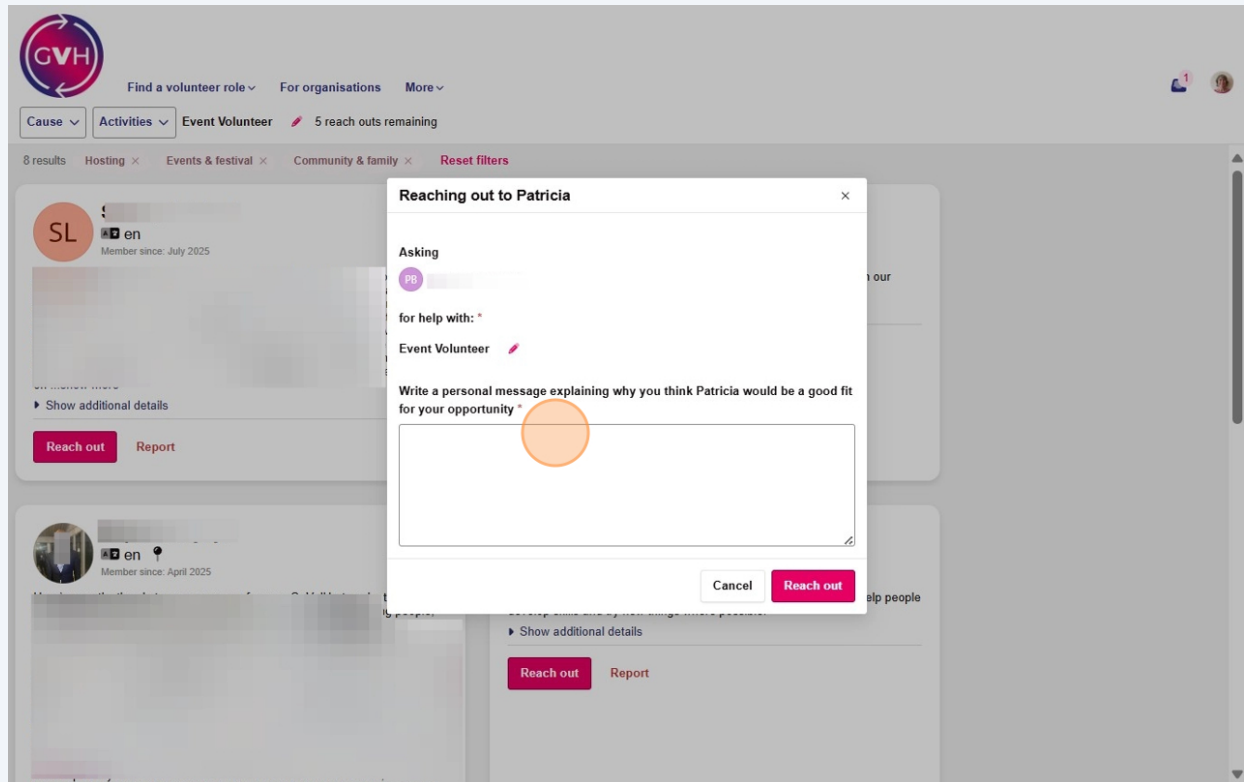 GVH
Find a volunteer role For organisations More
1
Cause Activities Event Volunteer 5 reach outs remaining
8 results Hosting × Events & festival × Community & family × Reset filters
Reaching out to Patricia ×
SL
en
Member since: July 2025
Asking
PB
our
for help with: *
Event Volunteer
Show additional details
Write a personal message explaining why you think Patricia would be a good fit
for your opportunity *
Reach out Report
en
Member since: April 2025
Cancel Reach out
help people
Show additional details
Reach out Report